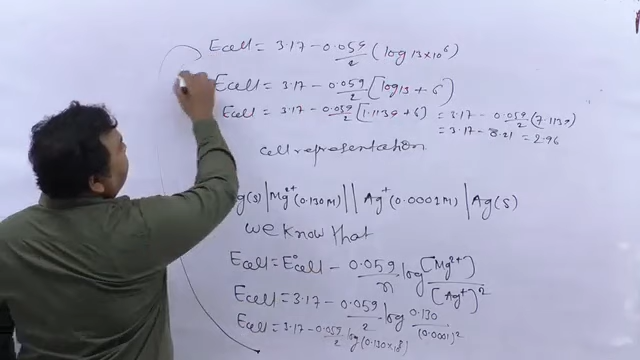 Ecell = 3.17 - 0.059/2 (log 13×10⁶)
Ecell = 3.17 - 0.059/2 [log 13 + 6)
Ecell = 3.17 - 0.059/2 [1.1139 + 6) = 3.17 - 0.059/2 (7.1139)
= 3.17 - 0.21 = 2.96
cell representation
g(s) | Mg²⁺ (0.130M) || Ag⁺ (0.0001M) | Ag(s)
we know that
Ecell = E°cell - 0.059/n log [Mg²⁺]/[Ag⁺]²
Ecell = 3.17 - 0.059/2 log 0.130/(0.0001)²
Ecell = 3.17 - 0.059/2 log (0.130×10⁸)